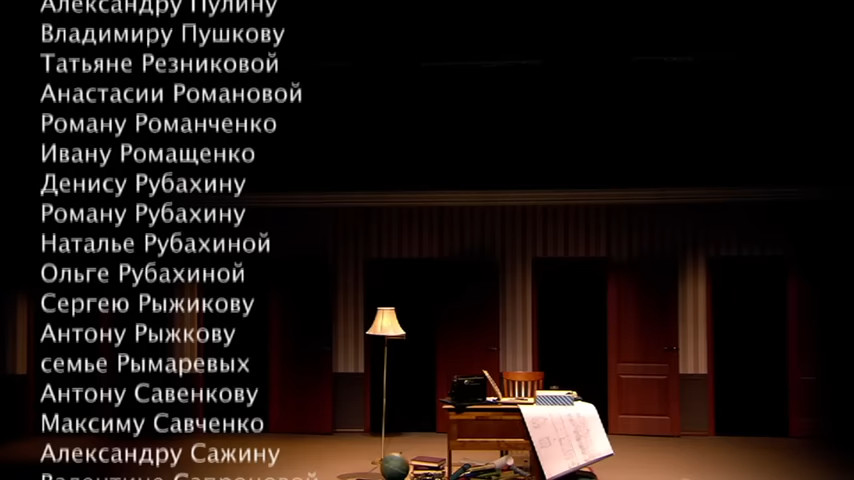 Александру Пулину
Владимиру Пушкову
Татьяне Резниковой
Анастасии Романовой
Роману Романченко
Ивану Ромащенко
Денису Рубахину
Роману Рубахину
Наталье Рубахиной
Ольге Рубахиной
Сергею Рыжикову
Антону Рыжкову
семье Рымаревых
Антону Савенкову
Максиму Савченко
Александру Сажину